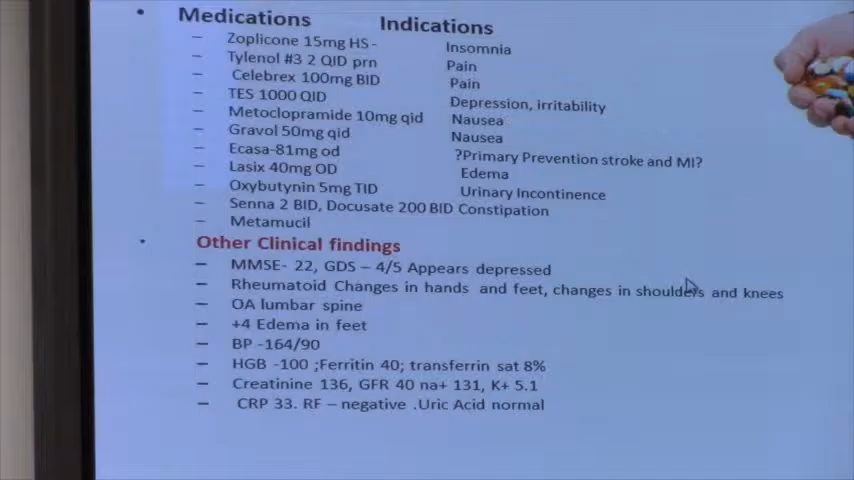 • Medications Indications
– Zoplicone 15mg HS - Insomnia
– Tylenol #3 2 QID prn Pain
– Celebrex 100mg BID Pain
– TES 1000 QID Depression, irritability
– Metoclopramide 10mg qid Nausea
– Gravol 50mg qid Nausea
– Ecasa-81mg od ?Primary Prevention stroke and MI?
– Lasix 40mg OD Edema
– Oxybutynin 5mg TID Urinary Incontinence
– Senna 2 BID, Docusate 200 BID Constipation
– Metamucil
• Other Clinical findings
– MMSE- 22, GDS – 4/5 Appears depressed
– Rheumatoid Changes in hands and feet, changes in shoulders and knees
– OA lumbar spine
– +4 Edema in feet
– BP -164/90
– HGB -100 ;Ferritin 40; transferrin sat 8%
– Creatinine 136, GFR 40 na+ 131, K+ 5.1
– CRP 33. RF – negative .Uric Acid normal